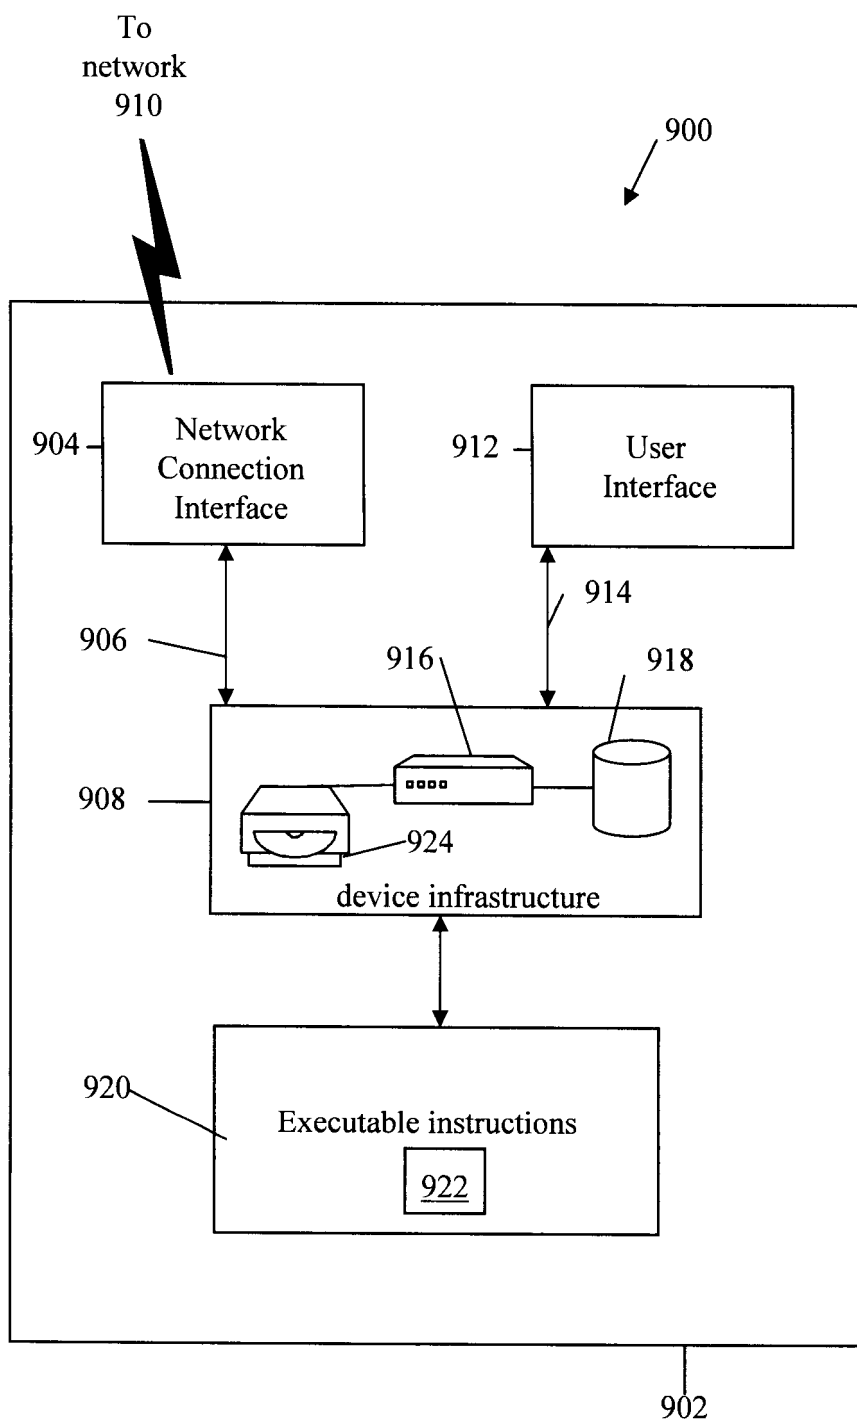 To
network
910
900
904
Network
Connection
Interface
912
User
Interface
906
914
916
918
908
924
device infrastructure
920
Executable instructions
922
902